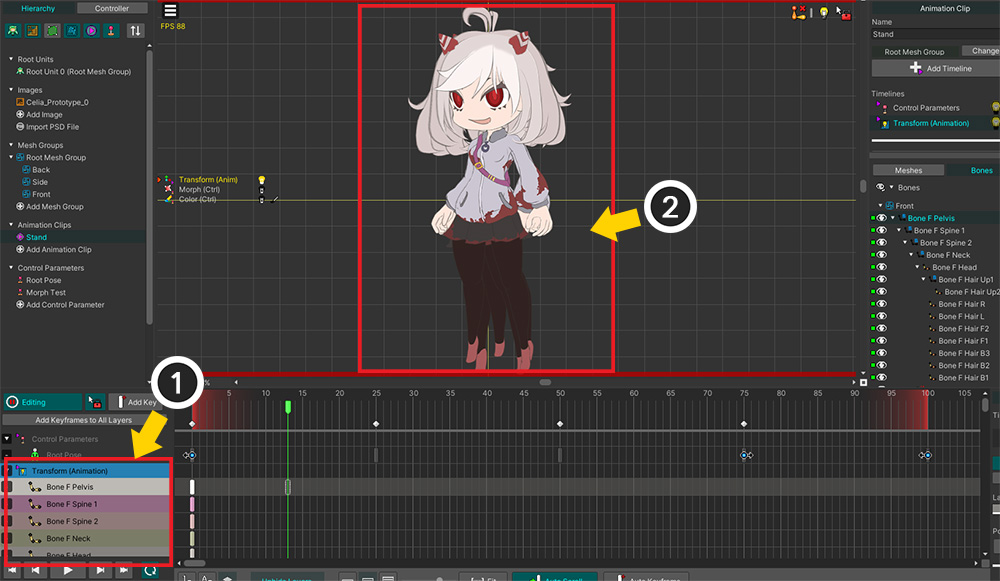 Hierarchy
Controller
FPS 88
Root Units
Root Unit 0 (Root Mesh Group)
Images
Celia_Prototype_0
Add Image
Import PSD File
Mesh Groups
Root Mesh Group
Back
Side
Front
Add Mesh Group
Animation Clips
Stand
Add Animation Clip
Control Parameters
Root Pose
Morph Test
Add Control Parameter
Transform (Anim)
Morph (Ctrl)
Color (Ctrl)
2
1
Animation Clip
Name
Stand
Root Mesh Group
Change
Add Timeline
Timelines
Control Parameters
Transform (Animation)
Meshes
Bones
Bones
Front
Bone F Pelvis
Bone F Spine 1
Bone F Spine 2
Bone F Neck
Bone F Head
Bone F Hair Up1
Bone F Hair Up2
Bone F Hair R
Bone F Hair L
Bone F Hair F2
Bone F Hair F1
Bone F Hair B3
Bone F Hair B2
Bone F Hair B1
%
Editing
Add Key
Add Keyframes to All Layers
5 10 15 20 25 30 35 40 45 50 55 60 65 70 75 80 85 90 95 100 105
Control Parameters
Root Pose
Transform (Animation)
Bone F Pelvis
Bone F Spine 1
Bone F Spine 2
Bone F Neck
Bone F Head
Unhide Layers
Fit
Auto Scroll
Auto Keyframe